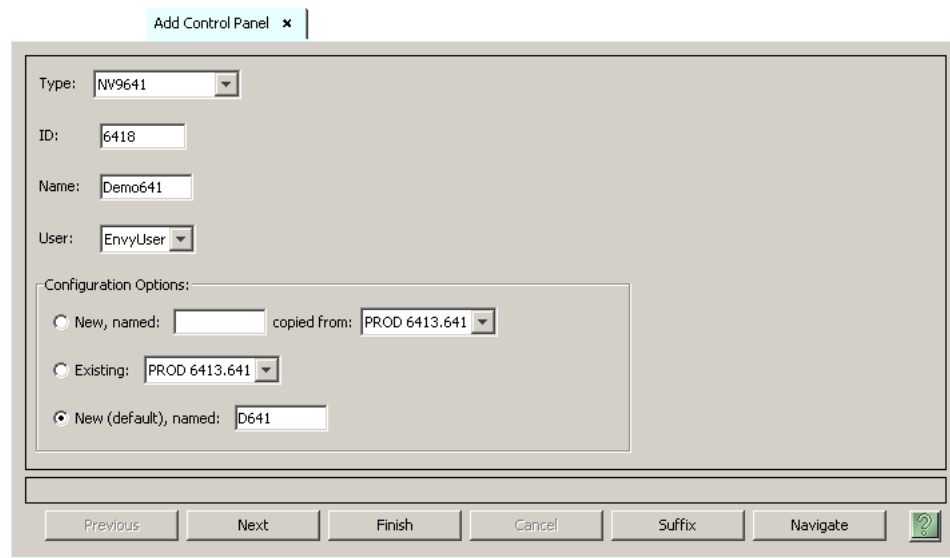 Add Control Panel ×
Type: NV9641
ID: 6418
Name: Demo641
User: EnvyUser
Configuration Options:
New, named: copied from: PROD 6413.641
Existing: PROD 6413.641
New (default), named: D641
Previous Next Finish Cancel Suffix Navigate ?